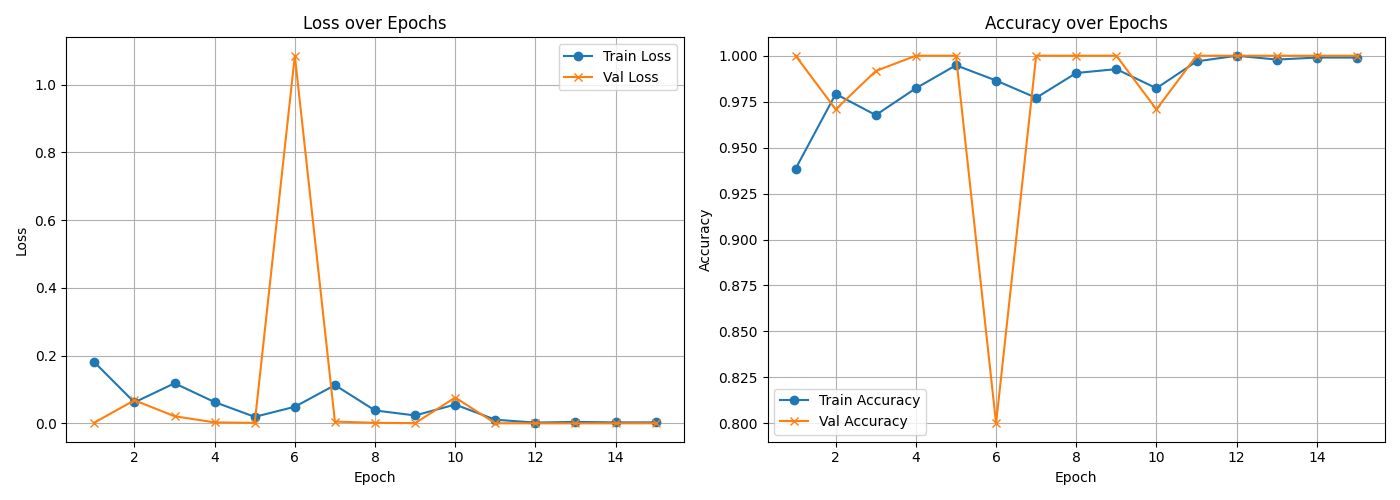 Loss over Epochs
Train Loss
Val Loss
1.0
0.8
0.6
0.4
0.2
0.0
Loss
2
4
6
8
10
12
14
Epoch
Accuracy over Epochs
1.000
0.975
0.950
0.925
0.900
0.875
0.850
0.825
0.800
Accuracy
Train Accuracy
Val Accuracy
2
4
6
8
10
12
14
Epoch